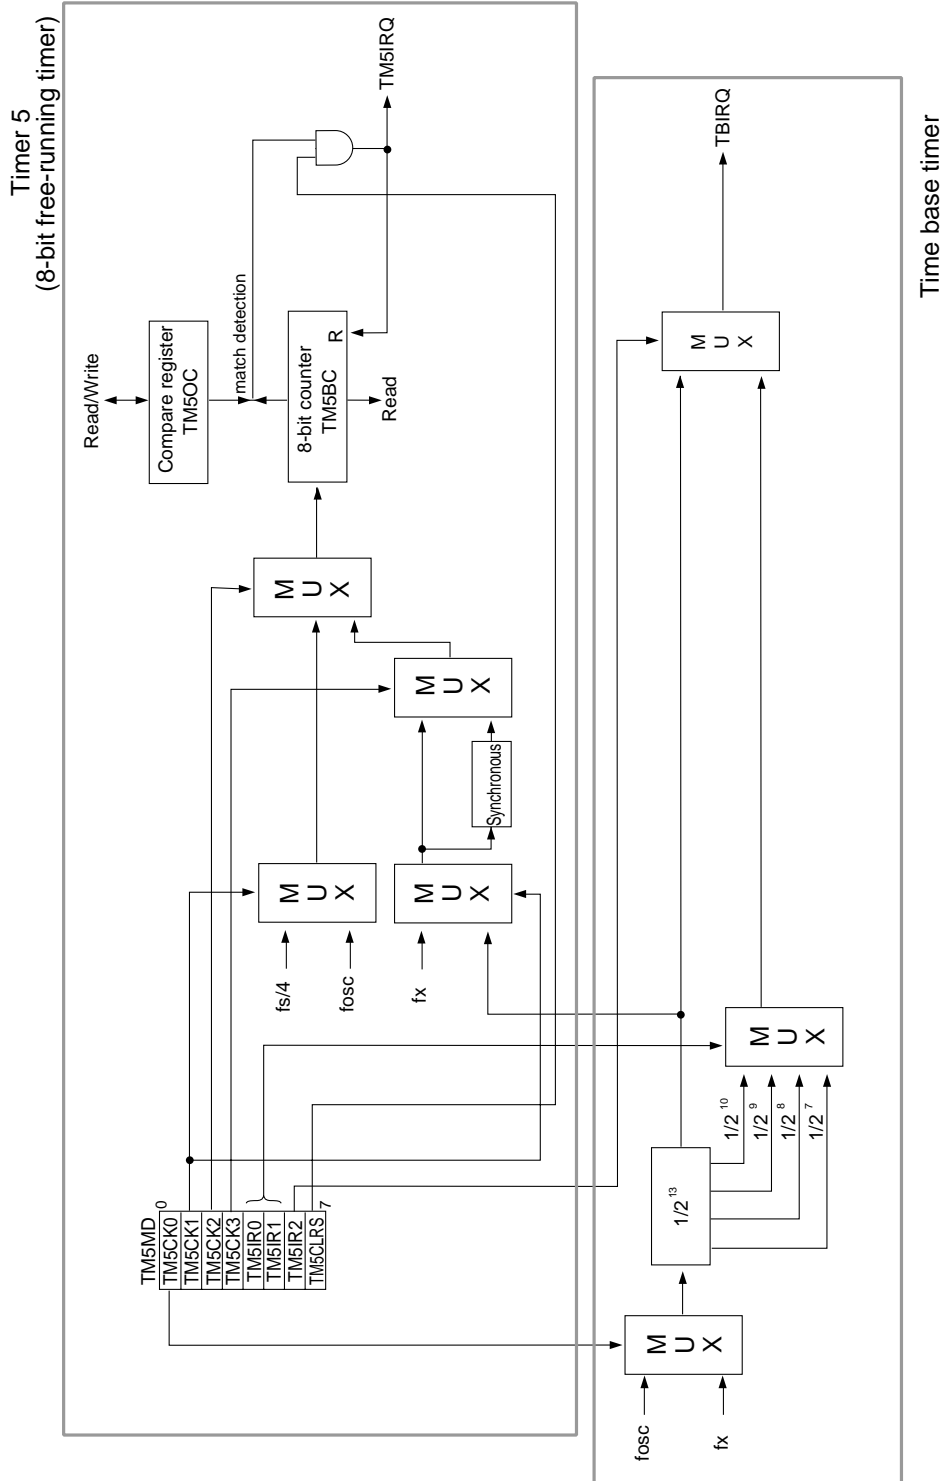 Timer 5
(8-bit free-running timer)
Read/Write
Compare register
TM5OC
match detection
8-bit counter
TM5BC
R
Read
TM5IRQ
M
U
X
M
U
X
Synchronous
M
U
X
M
U
X
fs/4
fosc
fx
TM5MD
0
TM5CK0
TM5CK1
TM5CK2
TM5CK3
TM5IR0
TM5IR1
TM5IR2
TM5CLRS
7
fosc
fx
M
U
X
1/2 13
1/2 10
1/2 9
1/2 8
1/2 7
M
U
X
M
U
X
TBIRQ
Time base timer